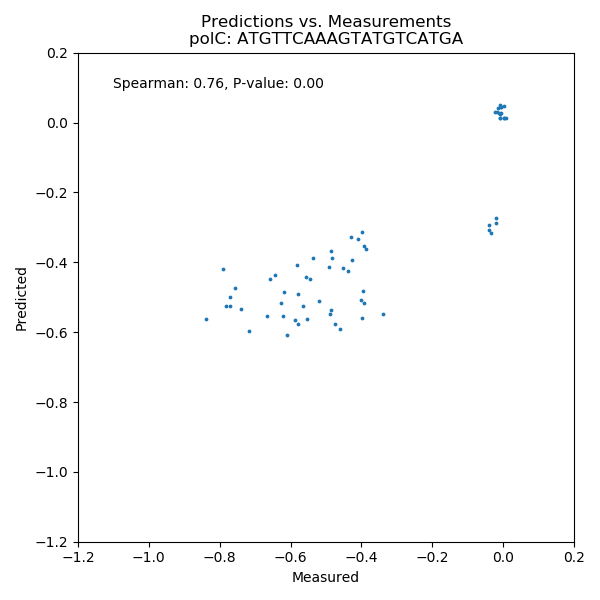 Predictions vs. Measurements
polC: ATGTTCAAAGTATGTCATGA
Spearman: 0.76, P-value: 0.00
0.2
0.0
−0.2
−0.4
−0.6
−0.8
−1.0
−1.2
Predicted
−1.2 −1.0 −0.8 −0.6 −0.4 −0.2 0.0 0.2
Measured